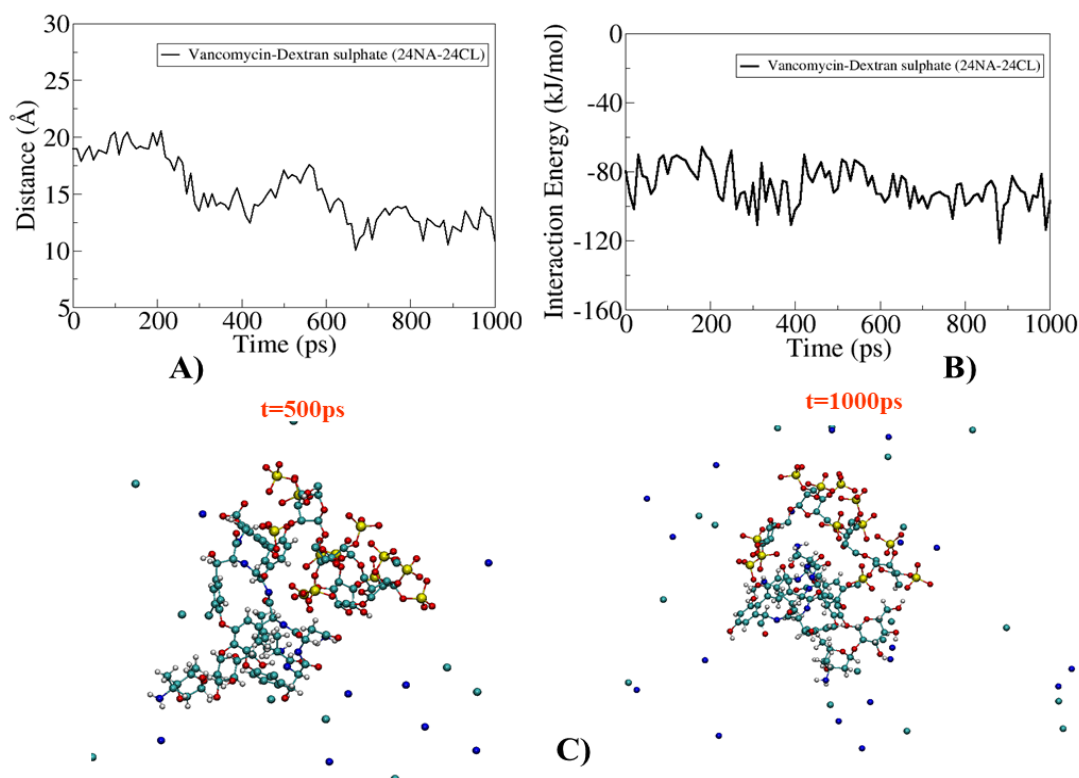 30
25
20
15
10
5
Distance (Å)
Vancomycin-Dextran sulphate (24NA-24CL)
0 200 400 600 800 1000
Time (ps)
A)
0
-40
-80
-120
-160
Interaction Energy (kJ/mol)
Vancomycin-Dextran sulphate (24NA-24CL)
0 200 400 600 800 1000
Time (ps)
B)
t=500ps
t=1000ps
C)